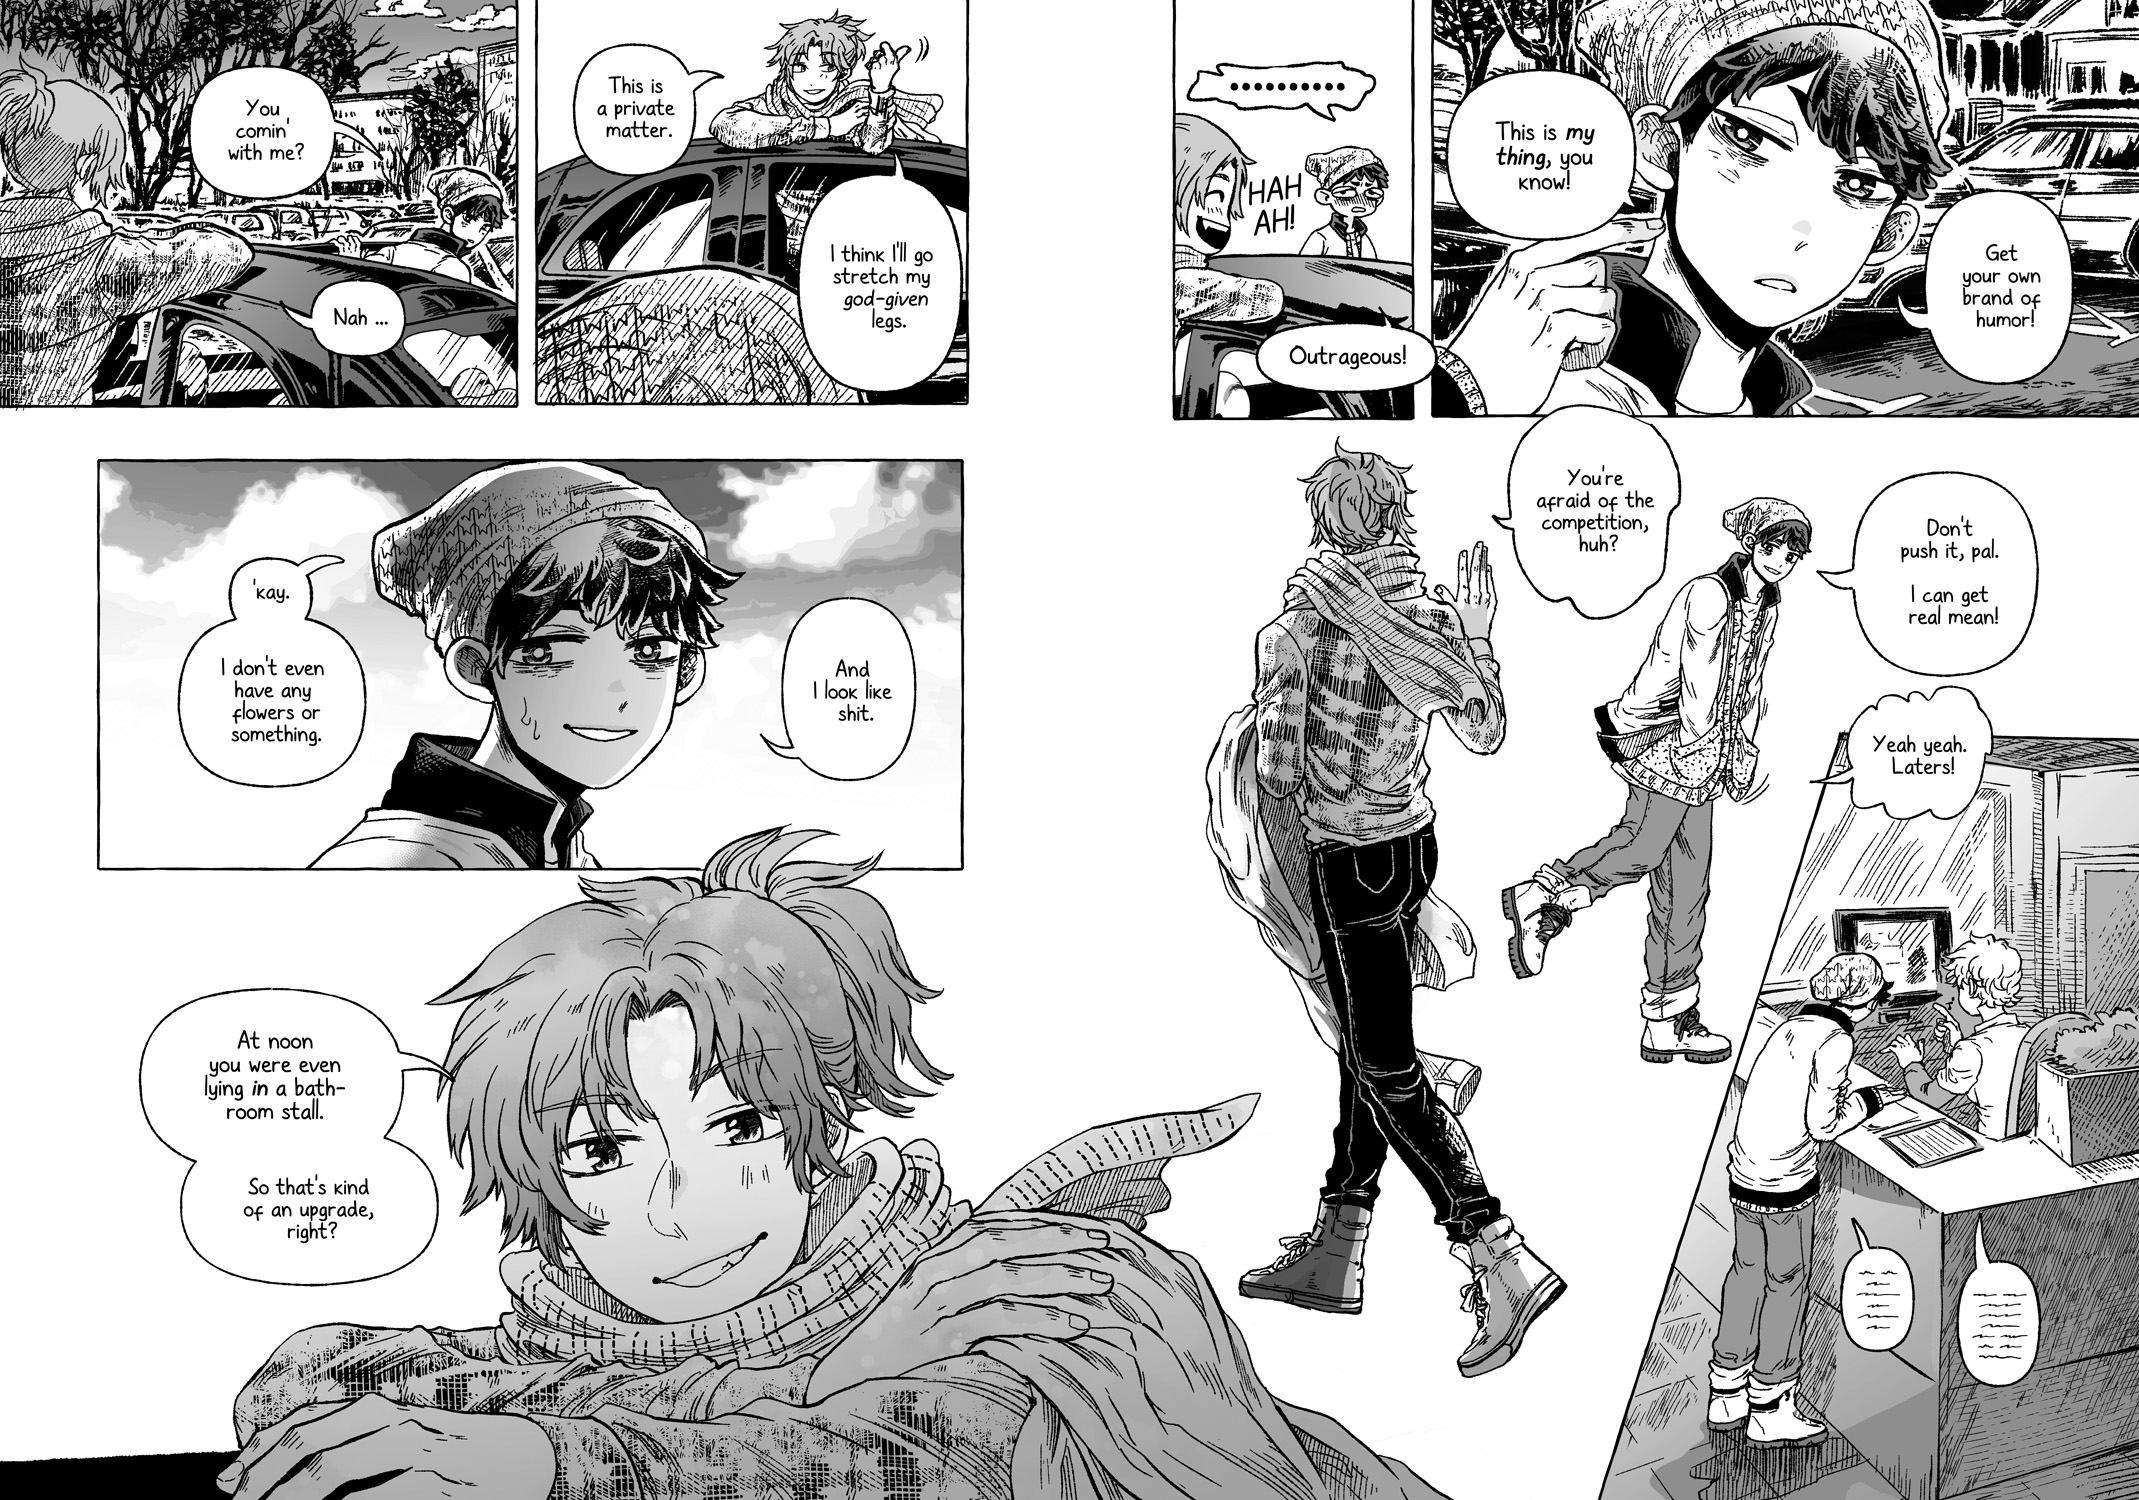 You
comin'
with me?
Nah ...
This is
a private
matter.
I think I'll go
stretch my
god-given
legs.
'kay.
I don't even
have any
flowers or
something.
And
I look like
shit.
At noon
you were even
lying in a bath-
room stall.
So that's kind
of an upgrade,
right?
..........
HAH
AH!
Outrageous!
This is my
thing, you
know!
Get
your own
brand of
humor!
You're
afraid of the
competition,
huh?
Don't
push it, pal.
I can get
real mean!
Yeah yeah.
Laters!